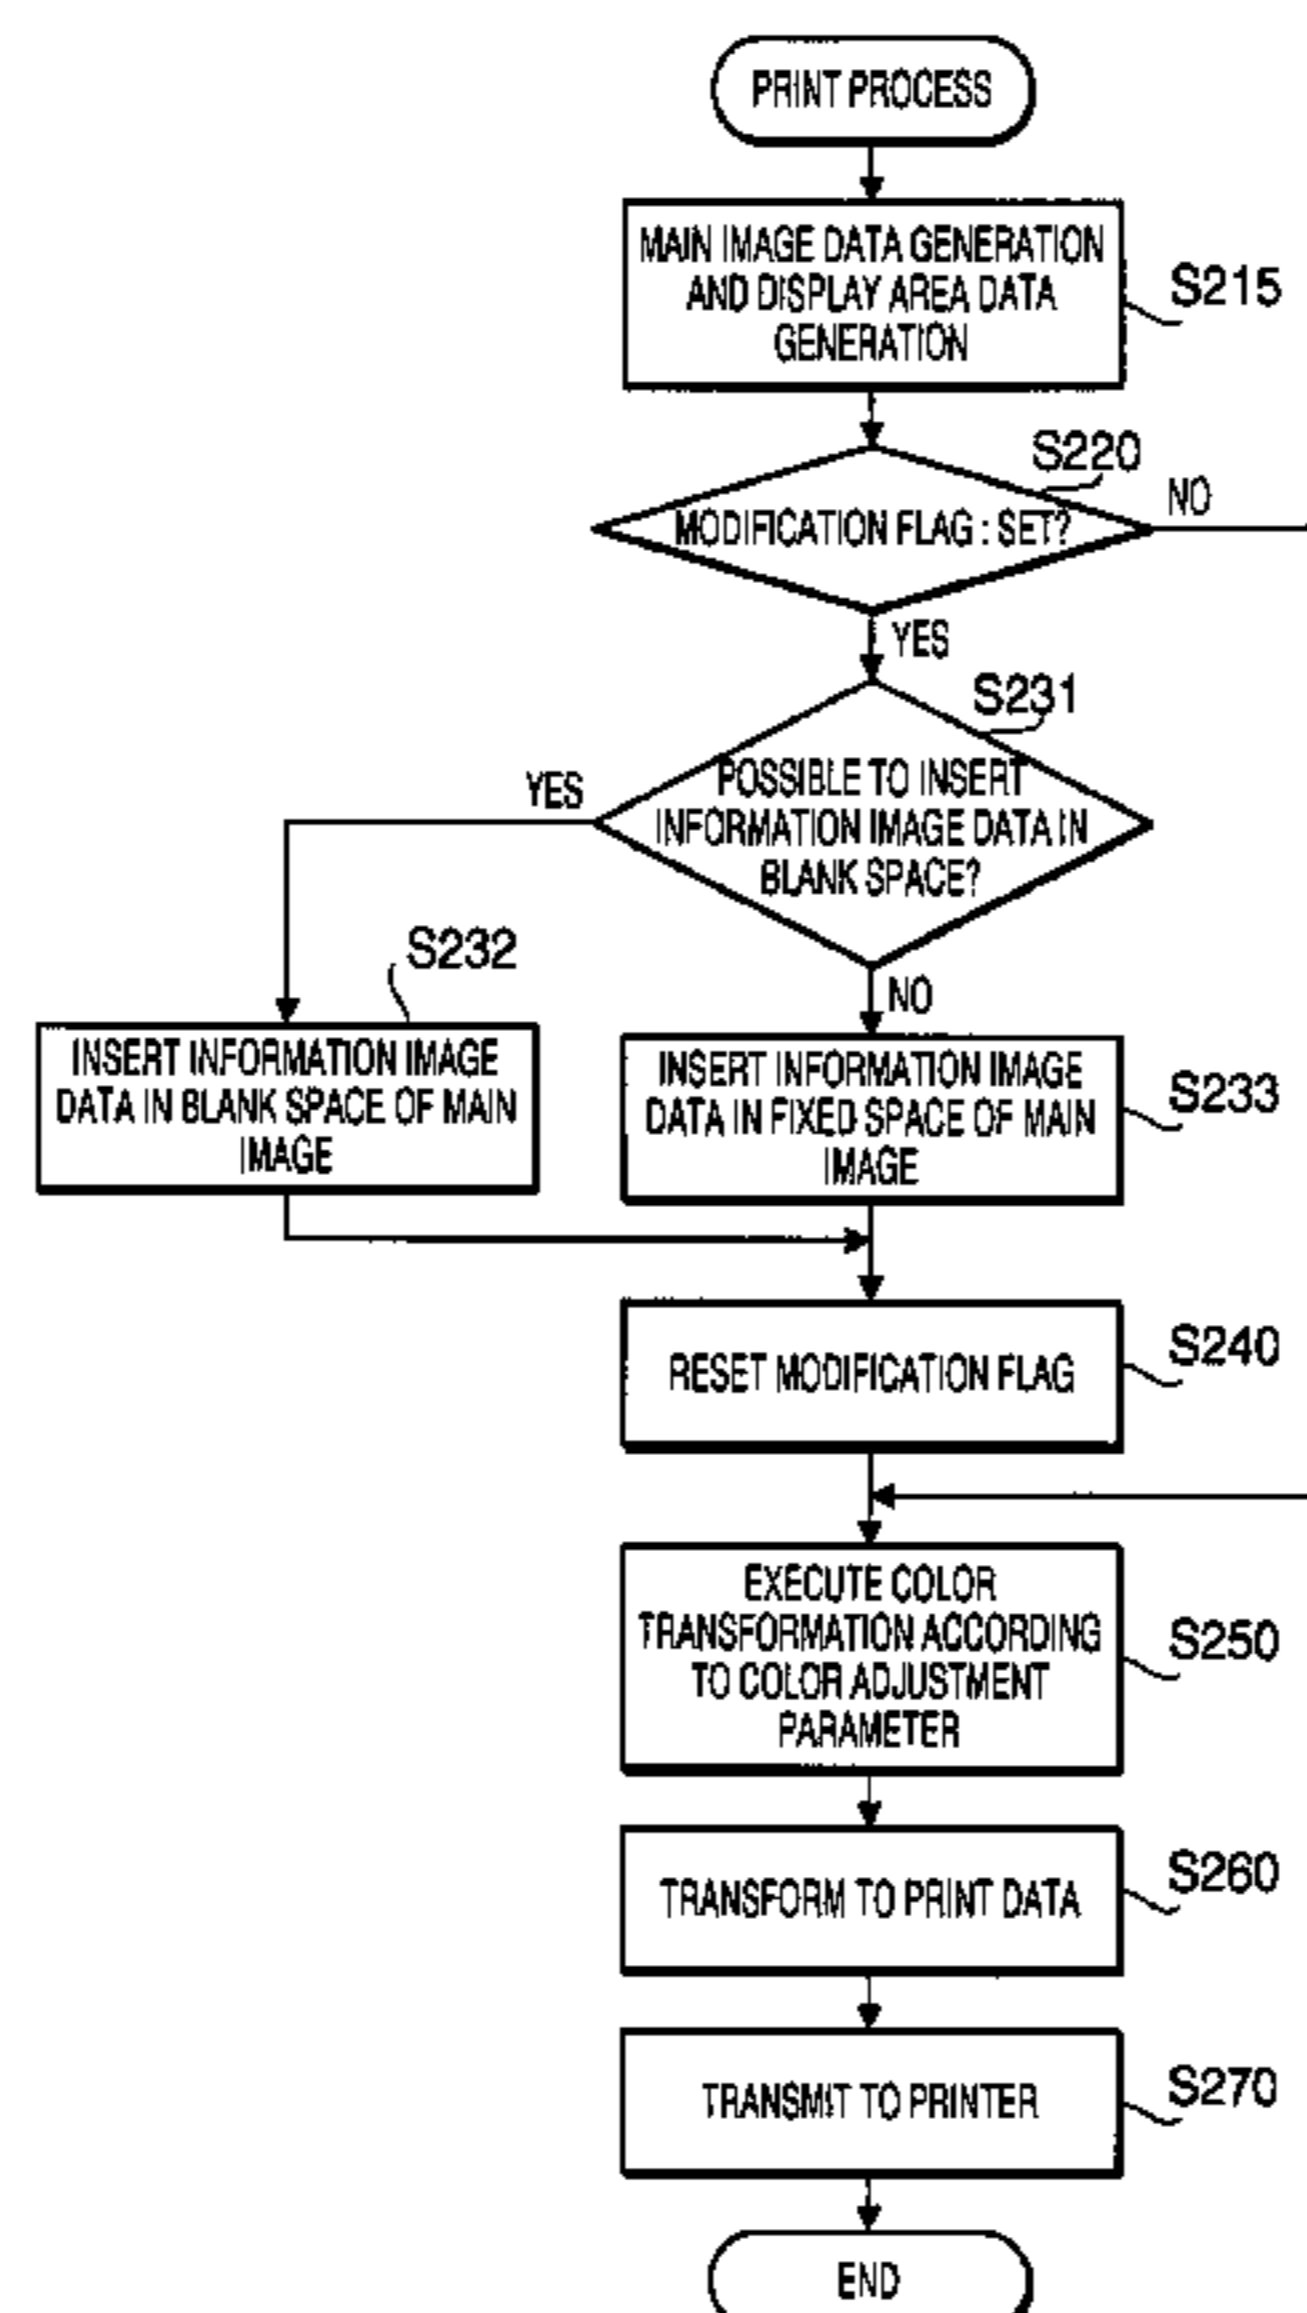 PRINT PROCESS
MAIN IMAGE DATA GENERATION
AND DISPLAY AREA DATA
GENERATION
S215
S220
MODIFICATION FLAG : SET?
NO
YES
S231
POSSIBLE TO INSERT
INFORMATION IMAGE DATA IN
BLANK SPACE?
YES
NO
S232
INSERT INFORMATION IMAGE
DATA IN BLANK SPACE OF MAIN
IMAGE
INSERT INFORMATION IMAGE
DATA IN FIXED SPACE OF MAIN
IMAGE
S233
RESET MODIFICATION FLAG
S240
EXECUTE COLOR
TRANSFORMATION ACCORDING
TO COLOR ADJUSTMENT
PARAMETER
S250
TRANSFORM TO PRINT DATA
S260
TRANSMIT TO PRINTER
S270
END